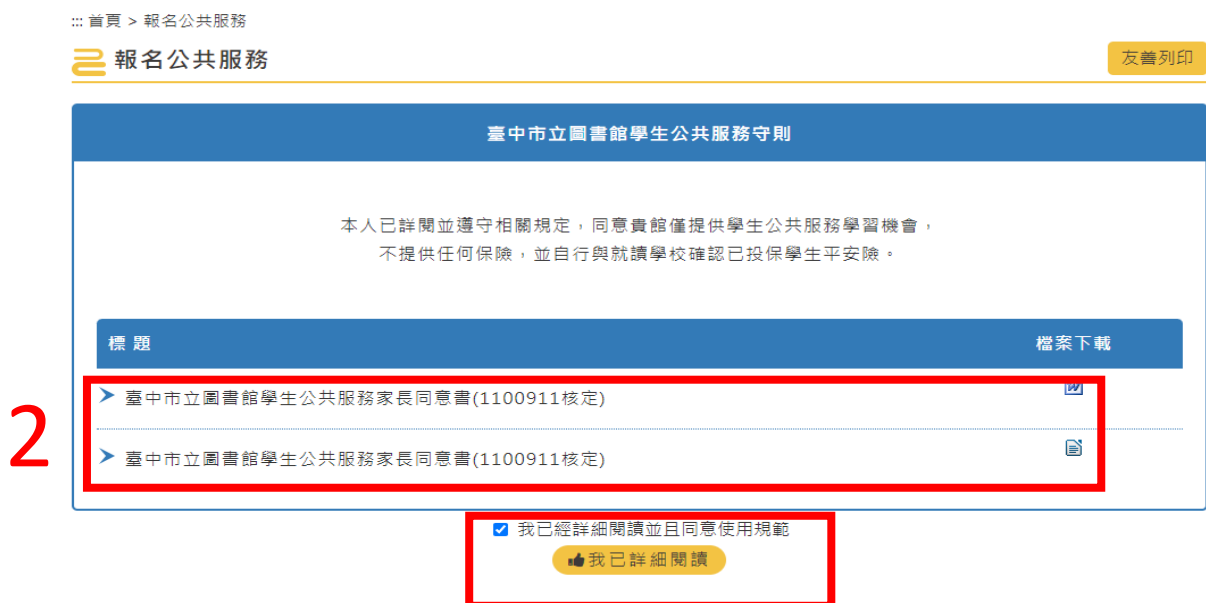 ::: 首頁 > 報名公共服務
報名公共服務
友善列印
臺中市立圖書館學生公共服務守則
本人已詳閱並遵守相關規定，同意貴館僅提供學生公共服務學習機會，
不提供任何保險，並自行與就讀學校確認已投保學生平安險。
標 題 檔案下載
臺中市立圖書館學生公共服務家長同意書(1100911核定)
2
臺中市立圖書館學生公共服務家長同意書(1100911核定)
我已經詳細閱讀並且同意使用規範
我已詳細閱讀